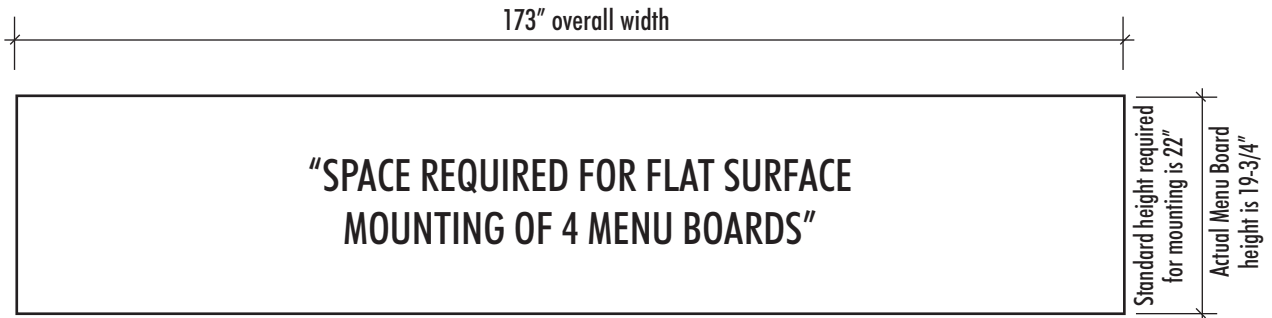 173” overall width
“SPACE REQUIRED FOR FLAT SURFACE
MOUNTING OF 4 MENU BOARDS”
Standard height required
for mounting is 22”
Actual Menu Board
height is 19-3/4”